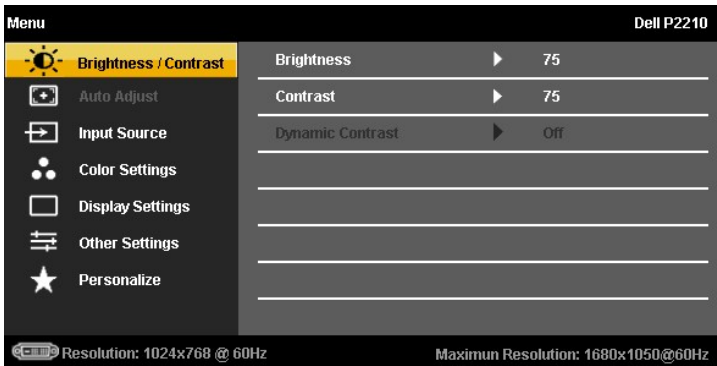 Menu Dell P2210
Brightness / Contrast Brightness 75
Auto Adjust Contrast 75
Input Source Dynamic Contrast Off
Color Settings
Display Settings
Other Settings
Personalize
Resolution: 1024x768 @ 60Hz Maximun Resolution: 1680x1050@60Hz